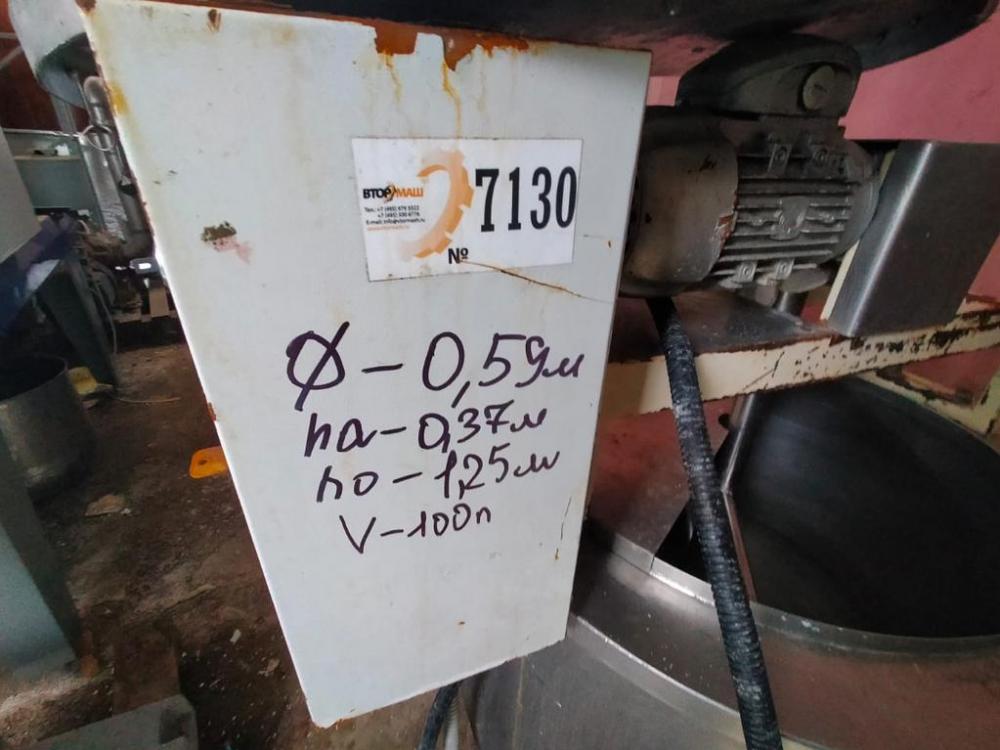 ВТОРМАШ
7130
№
Ø - 0,59м
hа - 0,37м
hо - 1,25м
V - 100л